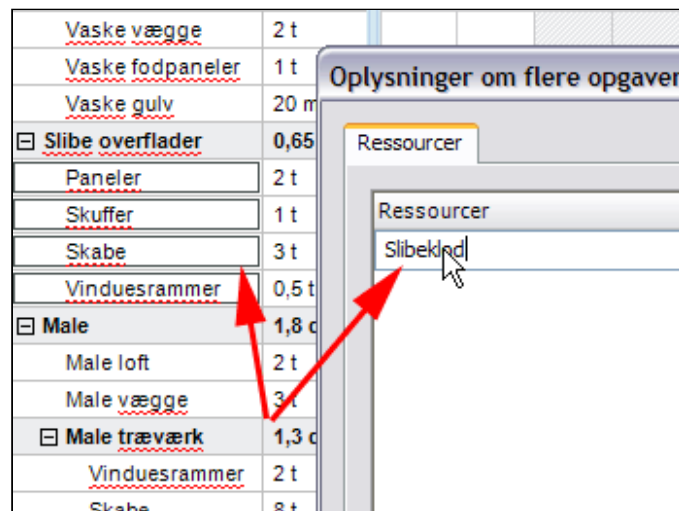 Vaske vægge 2 t
Vaske fodpaneler 1 t
Vaske gulv 20 m
Slibe overflader 0,65
Paneler 2 t
Skuffer 1 t
Skabe 3 t
Vinduesrammer 0,5 t
Male 1,8 d
Male loft 2 t
Male vægge 3 t
Male træværk 1,3 d
Vinduesrammer 2 t
Skabe 8 t
Oplysninger om flere opgaver
Ressourcer
Ressourcer
Slibeklod